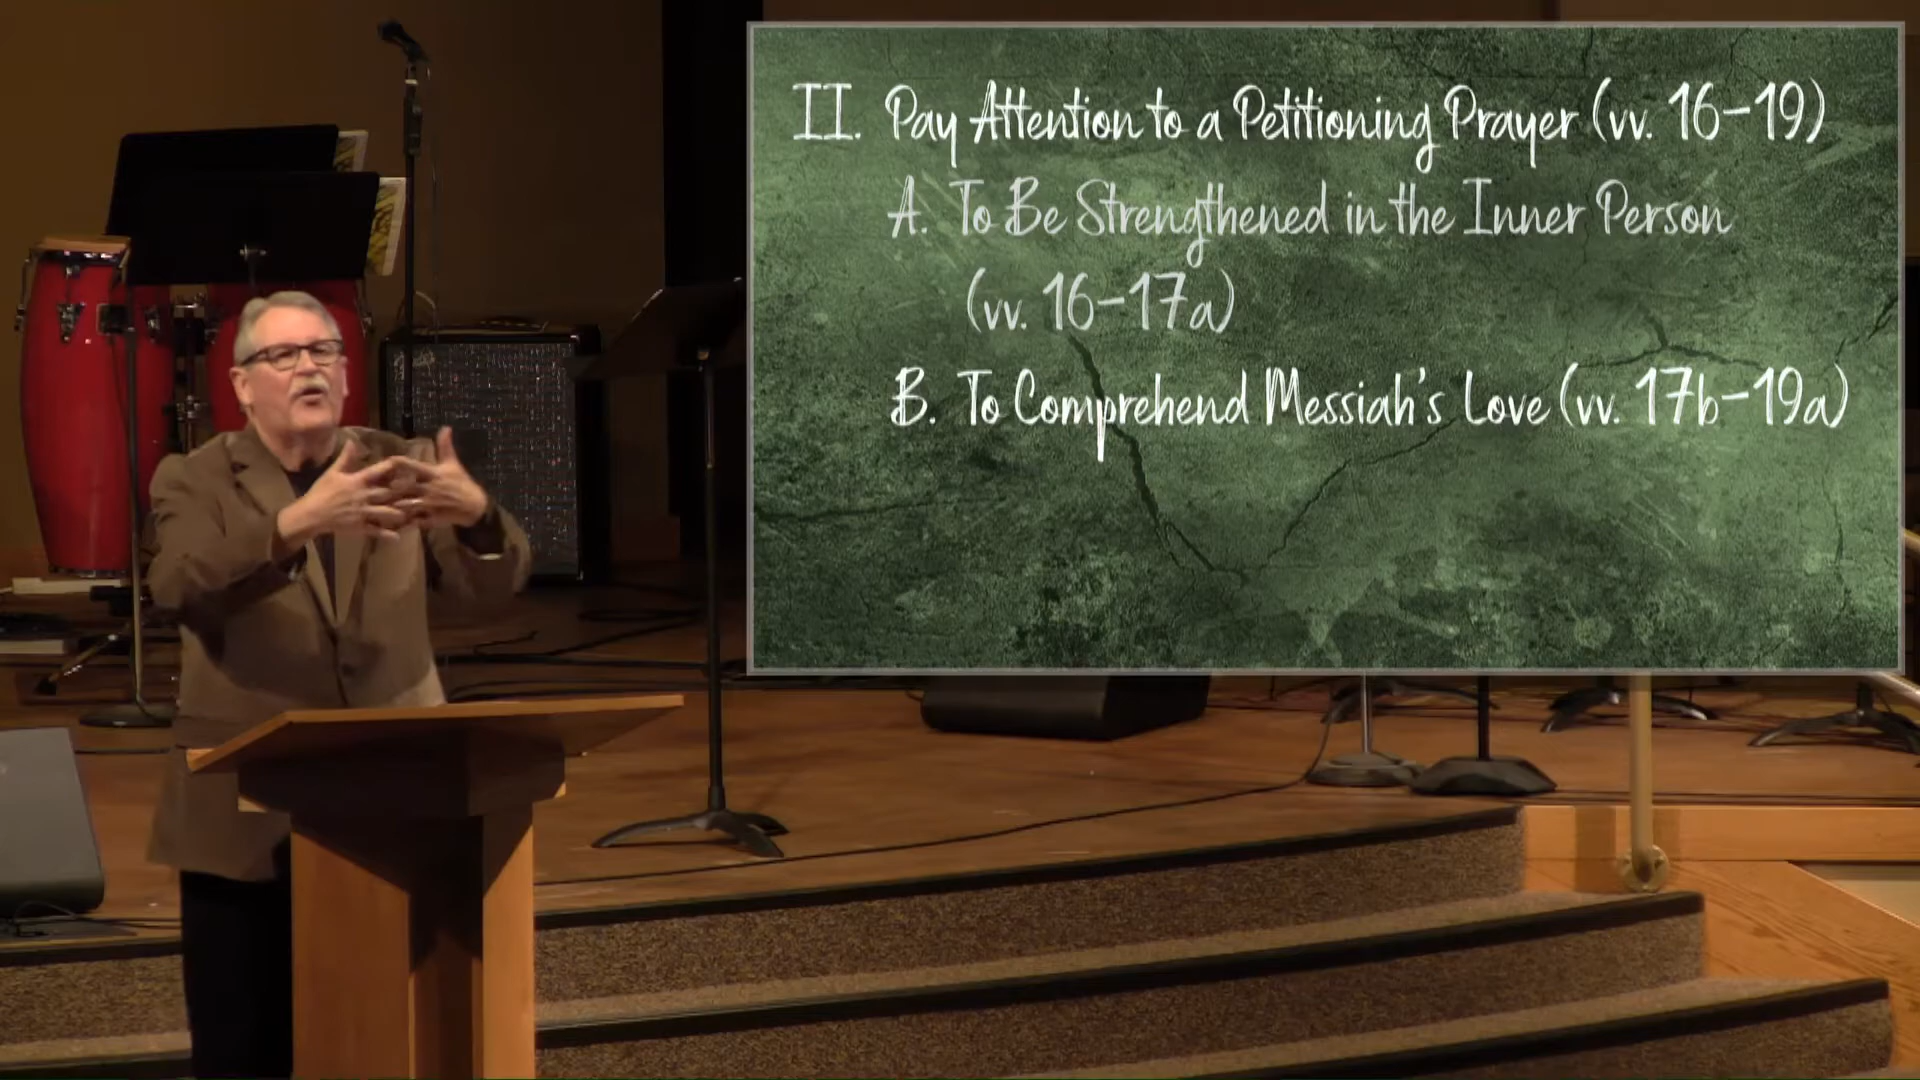 II. Pay Attention to a Petitioning Prayer (vv. 16-19)
A. To Be Strengthened in the Inner Person
(vv. 16-17a)
B. To Comprehend Messiah's Love (vv. 17b-19a)